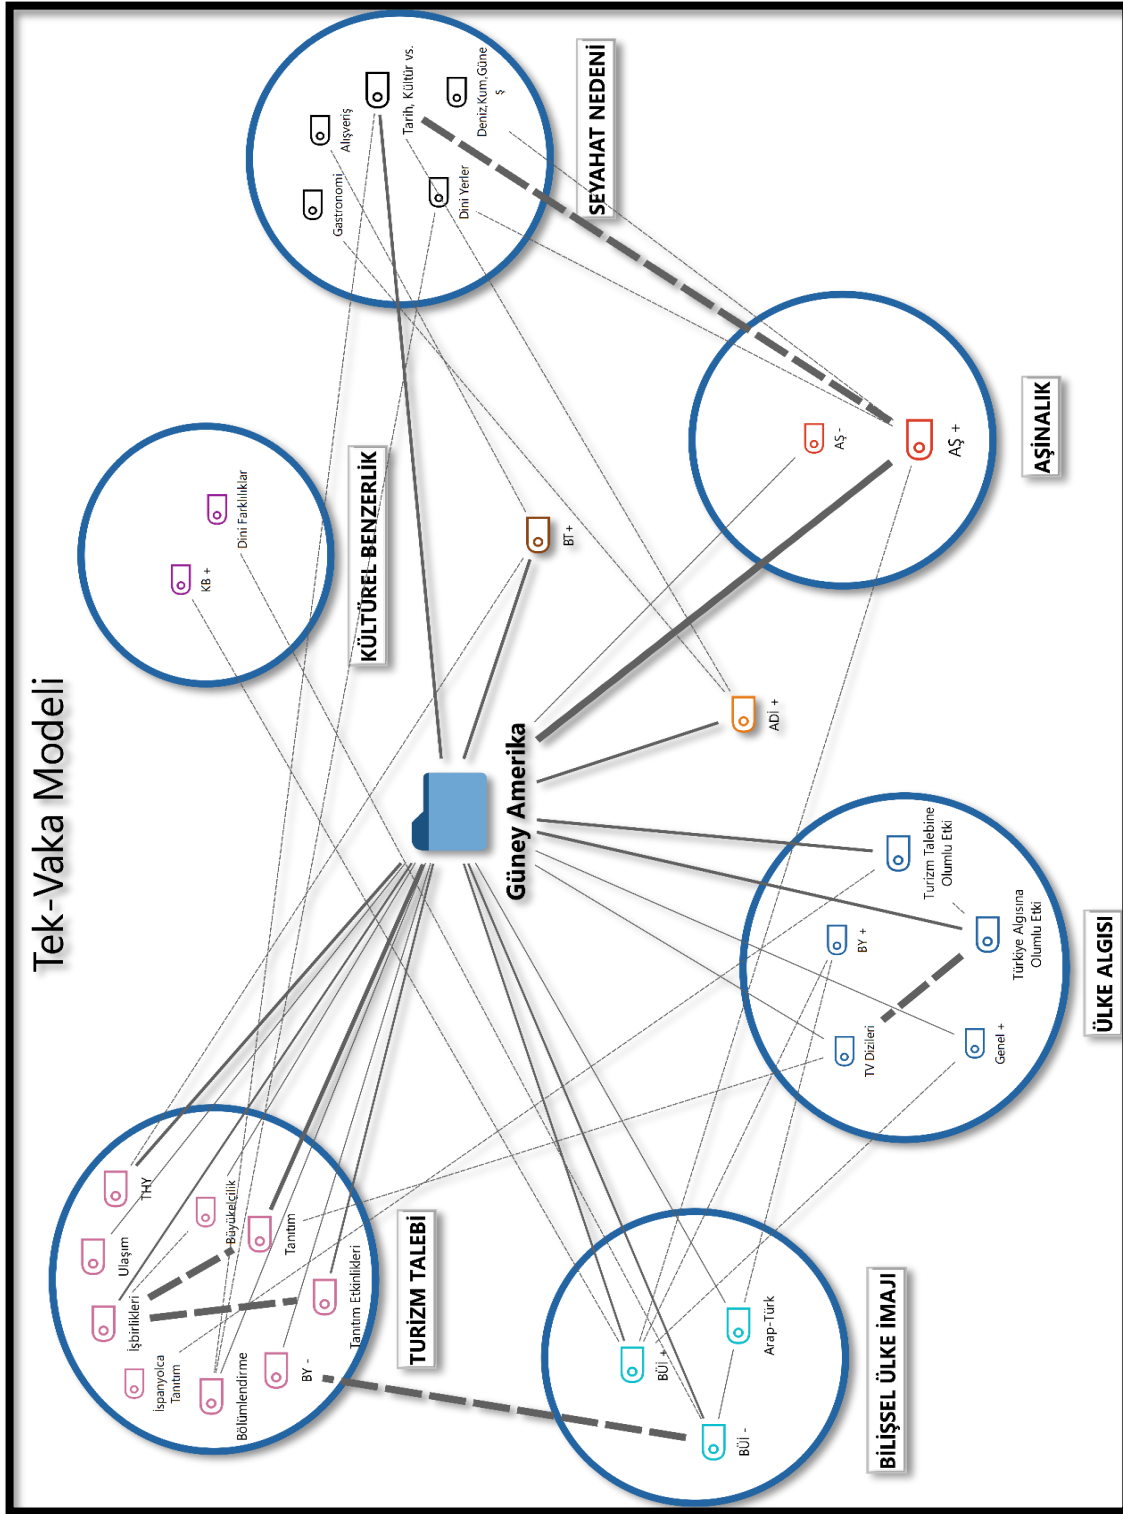 Tek-Vaka Modeli
TURİZM TALEBİ
THY
Ulaşım
Büyükelçilik
İşbirlikleri
Tanıtım
İspanyolca
Tanıtım
Tanıtım Etkinlikleri
Bölümlendirme
BY -
KÜLTÜREL BENZERLİK
KB +
Dini Farklılıklar
SEYAHAT NEDENİ
Gastronomi
Alışveriş
Tarih, Kültür vs.
Dini Yerler
Deniz,Kum,Güne
ş
Güney Amerika
BT+
ADİ +
BİLİŞSEL ÜLKE İMAJI
BÜİ +
BÜİ -
Arap-Türk
ÜLKE ALGISI
TV Dizileri
BY +
Turizm Talebine
Olumlu Etki
Genel +
Türkiye Algısına
Olumlu Etki
AŞİNALIK
AŞ -
AŞ +